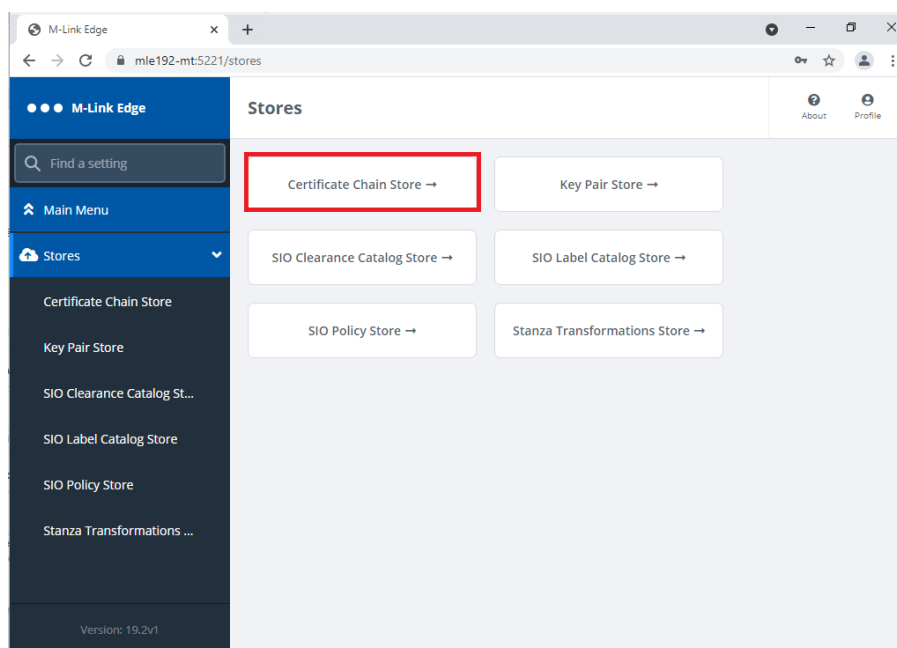 M-Link Edge
mle192-mt:5221/stores
M-Link Edge
Stores
About
Profile
Find a setting
Main Menu
Stores
Certificate Chain Store
Key Pair Store
SIO Clearance Catalog St...
SIO Label Catalog Store
SIO Policy Store
Stanza Transformations ...
Version: 19.2v1
Certificate Chain Store →
Key Pair Store →
SIO Clearance Catalog Store →
SIO Label Catalog Store →
SIO Policy Store →
Stanza Transformations Store →